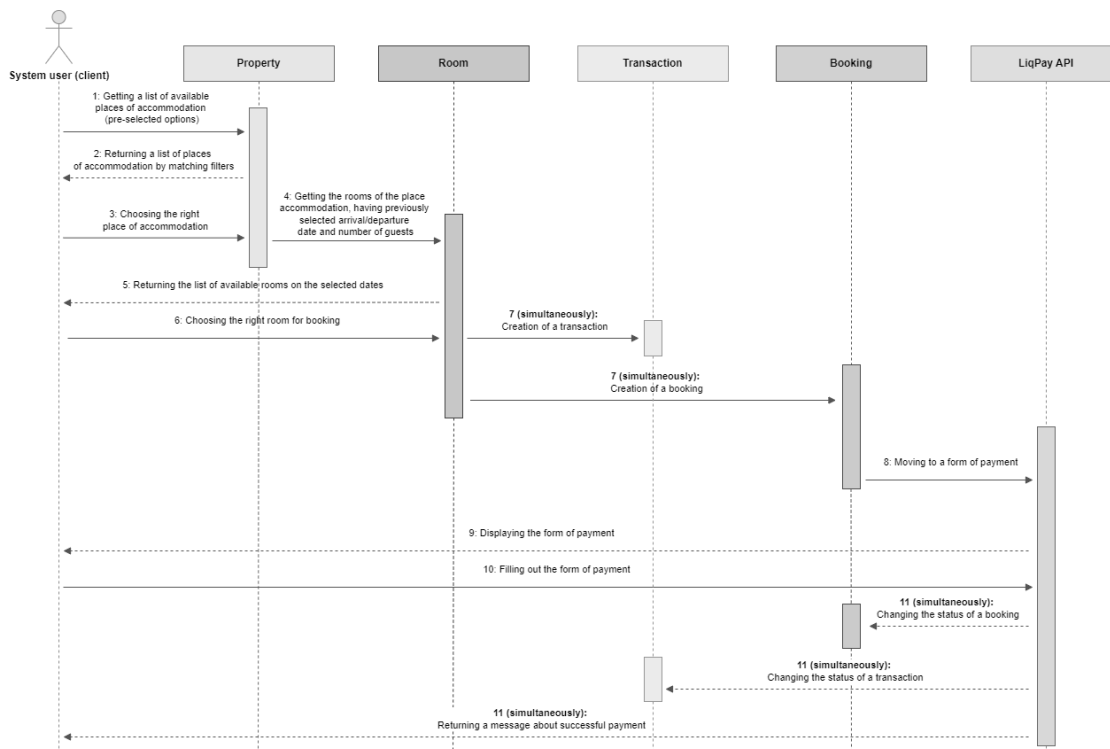 System user (client)
Property
Room
Transaction
Booking
LiqPay API
1: Getting a list of available
places of accommodation
(pre-selected options)
2: Returning a list of places
of accommodation by matching filters
3: Choosing the right
place of accommodation
4: Getting the rooms of the place
accommodation, having previously
selected arrival/departure
date and number of guests
5: Returning the list of available rooms on the selected dates
6: Choosing the right room for booking
7 (simultaneously):
Creation of a transaction
7 (simultaneously):
Creation of a booking
8: Moving to a form of payment
9: Displaying the form of payment
10: Filling out the form of payment
11 (simultaneously):
Changing the status of a booking
11 (simultaneously):
Changing the status of a transaction
11 (simultaneously):
Returning a message about successful payment